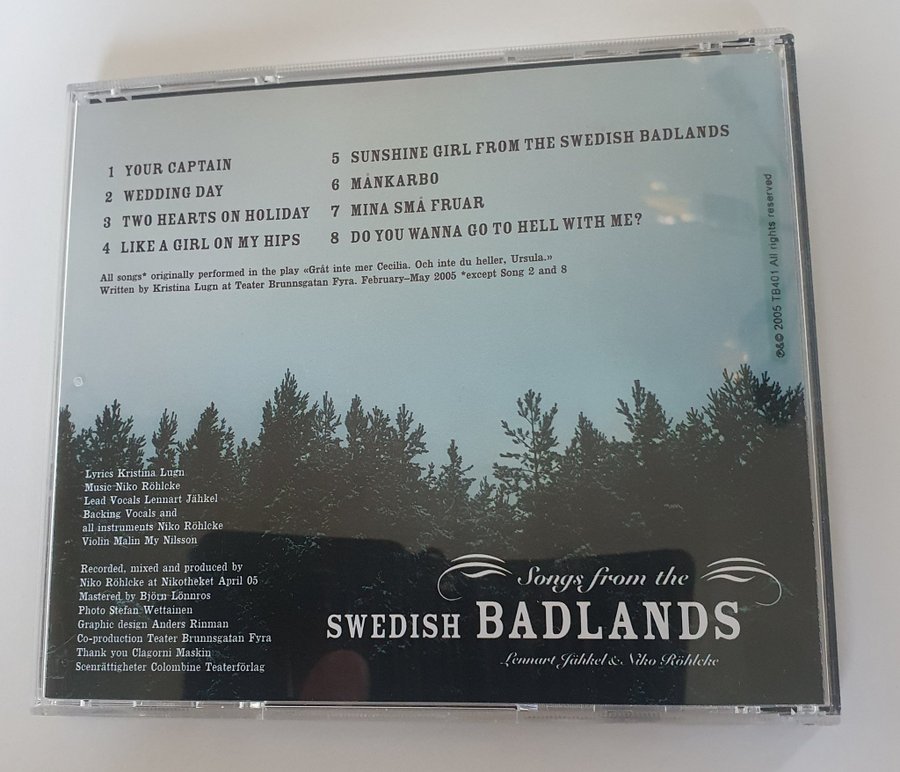 1 YOUR CAPTAIN
2 WEDDING DAY
3 TWO HEARTS ON HOLIDAY
4 LIKE A GIRL ON MY HIPS
5 SUNSHINE GIRL FROM THE SWEDISH BADLANDS
6 MÅNKARBO
7 MINA SMÅ FRUAR
8 DO YOU WANNA GO TO HELL WITH ME?
All songs* originally performed in the play «Gråt inte mer Cecilia. Och inte du heller, Ursula.»
Written by Kristina Lugn at Teater Brunnsgatan Fyra. February–May 2005 *except Song 2 and 8
℗&© 2005 TB401 All rights reserved
Lyrics Kristina Lugn
Music Niko Röhlcke
Lead Vocals Lennart Jähkel
Backing Vocals and
all instruments Niko Röhlcke
Violin Malin My Nilsson
Recorded, mixed and produced by
Niko Röhlcke at Nikotheket April 05
Mastered by Björn Lönnros
Photo Stefan Wettainen
Graphic design Anders Rinman
Co-production Teater Brunnsgatan Fyra
Thank you Clagorni Maskin
Scenrättigheter Colombine Teaterförlag
Songs from the
SWEDISH BADLANDS
Lennart Jähkel & Niko Röhlcke